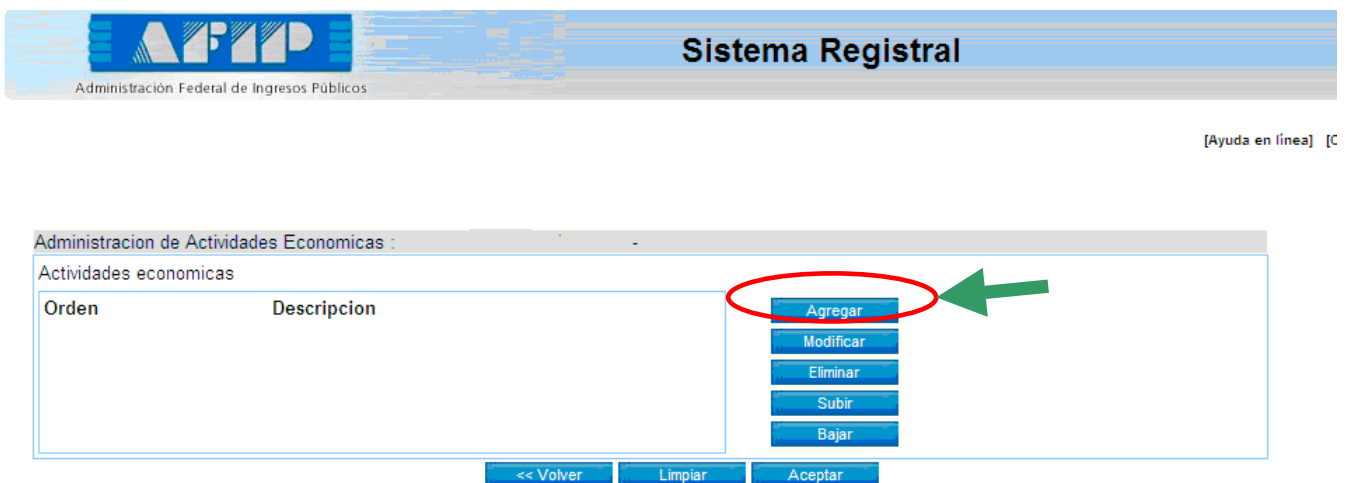 AFIP
Sistema Registral
Administración Federal de Ingresos Públicos
[Ayuda en línea]
Administracion de Actividades Economicas : -
Actividades economicas
Orden Descripcion
Agregar
Modificar
Eliminar
Subir
Bajar
<< Volver Limpiar Aceptar